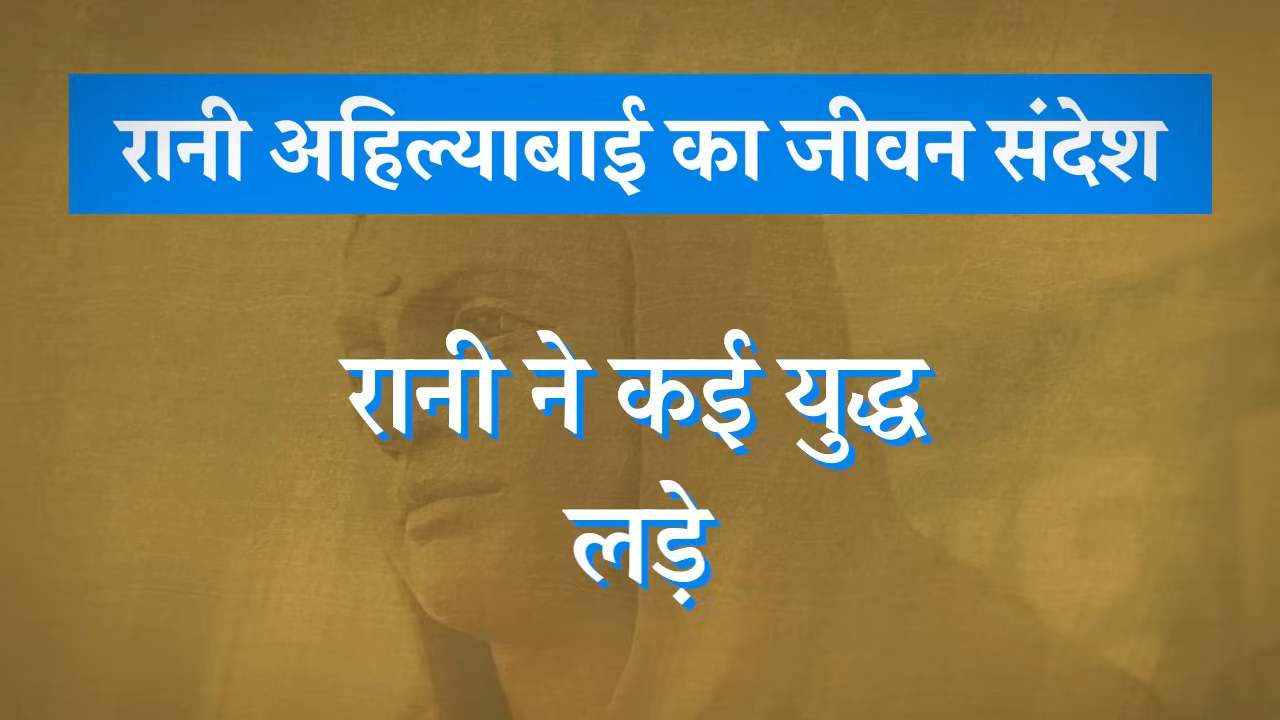 रानी अहिल्याबाई का जीवन संदेश
रानी ने कई युद्ध
लड़े